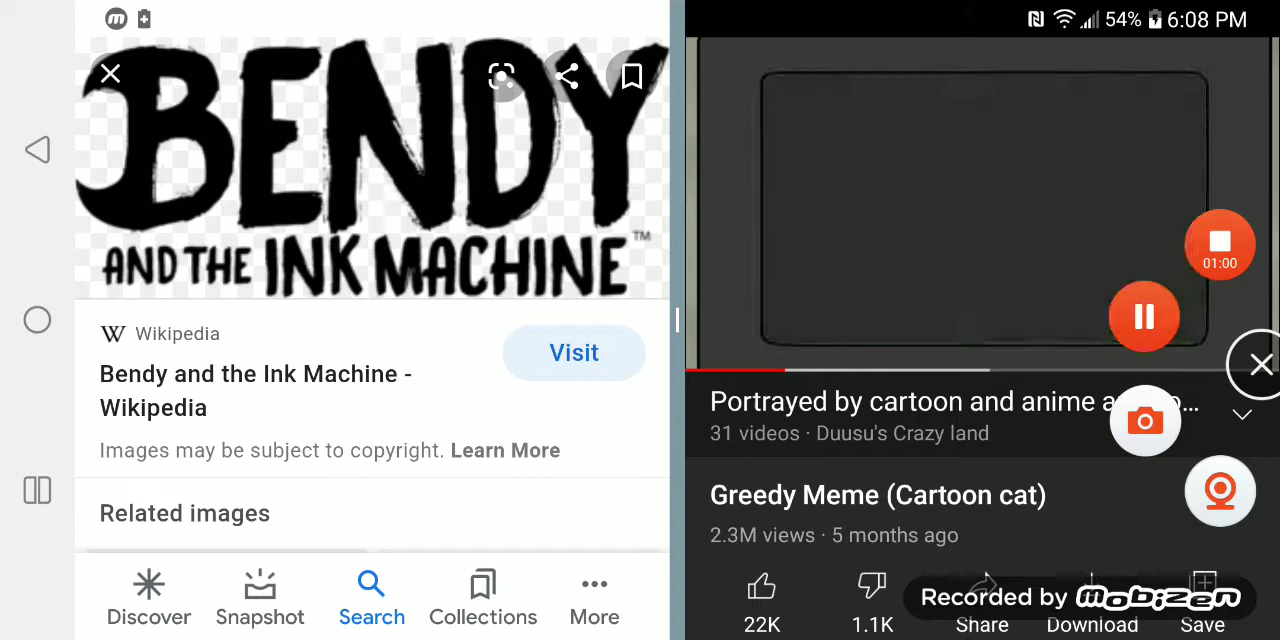 BENDY
AND THE INK MACHINE™
W Wikipedia
Visit
Bendy and the Ink Machine -
Wikipedia
Images may be subject to copyright. Learn More
Related images
Discover
Snapshot
Search
Collections
More
54% 6:08 PM
01:00
Portrayed by cartoon and anime a
31 videos · Duusu's Crazy land
Greedy Meme (Cartoon cat)
2.3M views · 5 months ago
22K
1.1K
Share
Download
Save
Recorded by mobizen